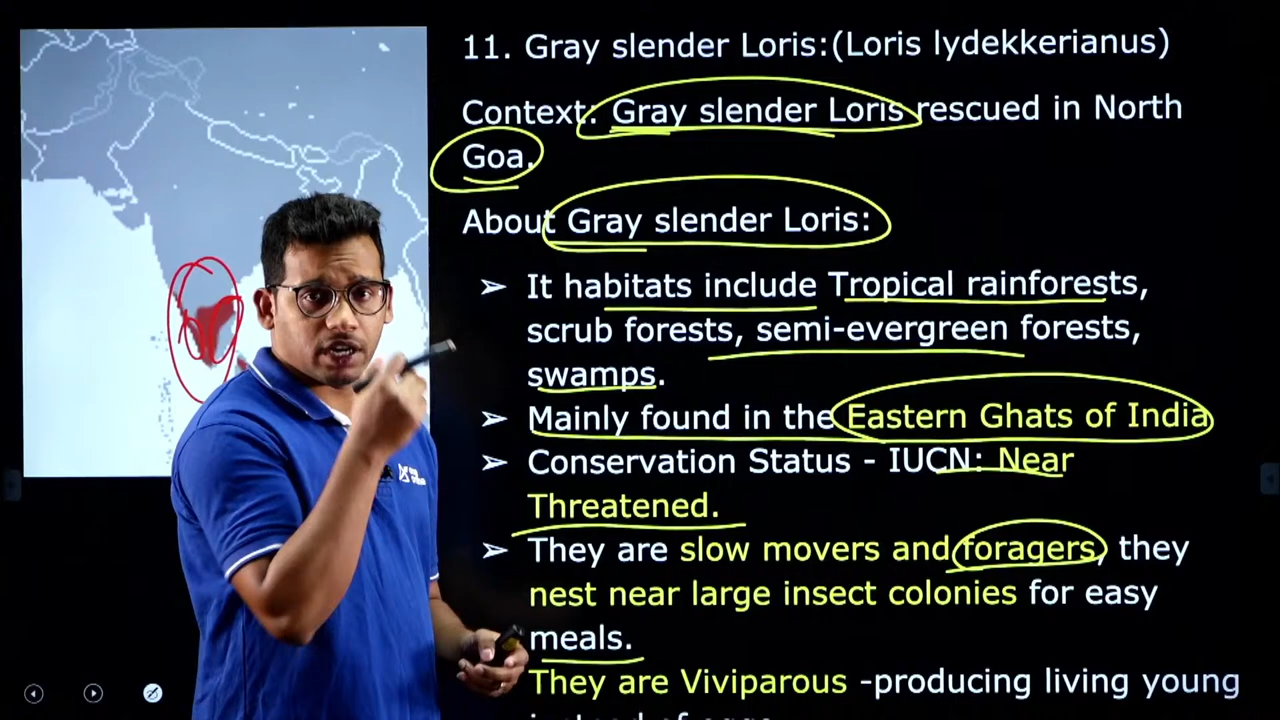 11. Gray slender Loris:(Loris lydekkerianus)
Context: Gray slender Loris rescued in North
Goa.
About Gray slender Loris:
➢ It habitats include Tropical rainforests,
scrub forests, semi-evergreen forests,
swamps.
➢ Mainly found in the Eastern Ghats of India
➢ Conservation Status - IUCN: Near
Threatened.
➢ They are slow movers and foragers, they
nest near large insect colonies for easy
meals.
They are Viviparous -producing living young
instead of eggs